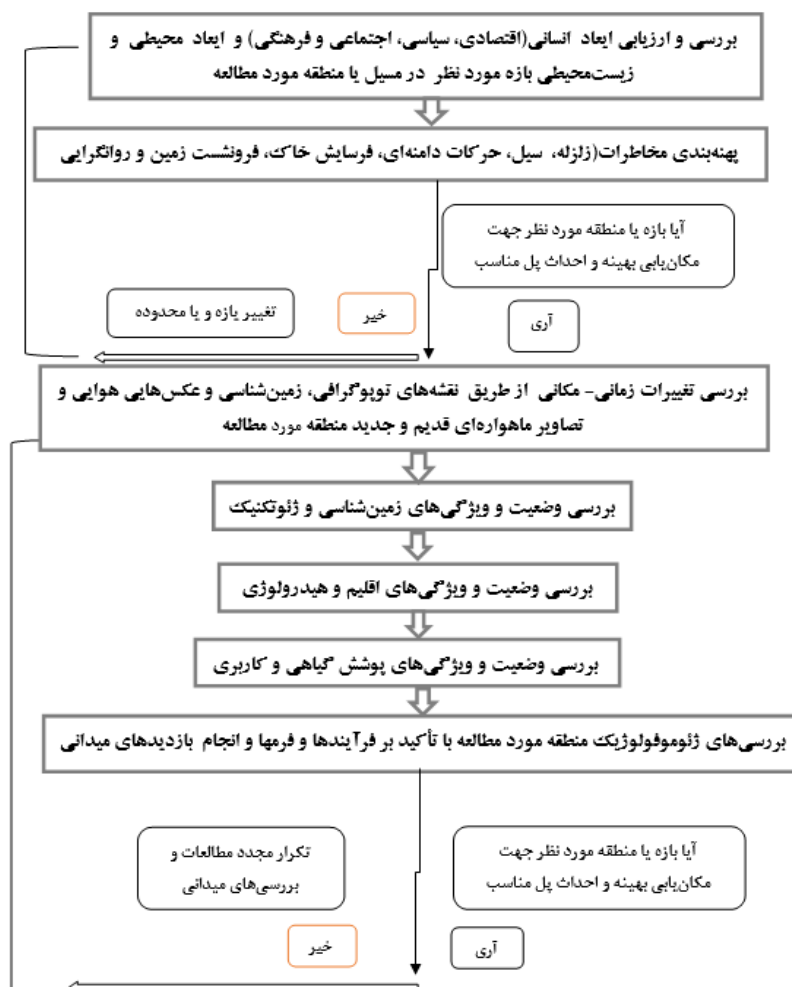 بررسی و ارزیابی ابعاد انسانی(اقتصادی، سیاسی، اجتماعی و فرهنگی) و ابعاد محیطی و
زیست‌محیطی بازه مورد نظر در مسیل یا منطقه مورد مطالعه
پهنه‌بندی مخاطرات(زلزله، سیل، حرکات دامنه‌ای، فرسایش خاک، فرونشست زمین و روانگرایی
آیا بازه یا منطقه مورد نظر جهت
مکان‌یابی بهینه و احداث پل مناسب
آری
خیر
تغییر یازه و یا محدوده
بررسی تغییرات زمانی- مکانی از طریق نقشه‌های توپوگرافی، زمین‌شناسی و عکس‌هایی هوایی و
تصاویر ماهواره‌ای قدیم و جدید منطقه مورد مطالعه
بررسی وضعیت و ویژگی‌های زمین‌شناسی و ژئوتکنیک
بررسی وضعیت و ویژگی‌های اقلیم و هیدرولوژی
بررسی وضعیت و ویژگی‌های پوشش گیاهی و کاربری
بررسی‌های ژئوموفولوژیک منطقه مورد مطالعه با تأکید بر فرآیندها و فرمها و انجام بازدیدهای میدانی
آیا بازه یا منطقه مورد نظر جهت
مکان‌یابی بهینه و احداث پل مناسب
تکرار مجدد مطالعات و
بررسی‌های میدانی
آری
خیر